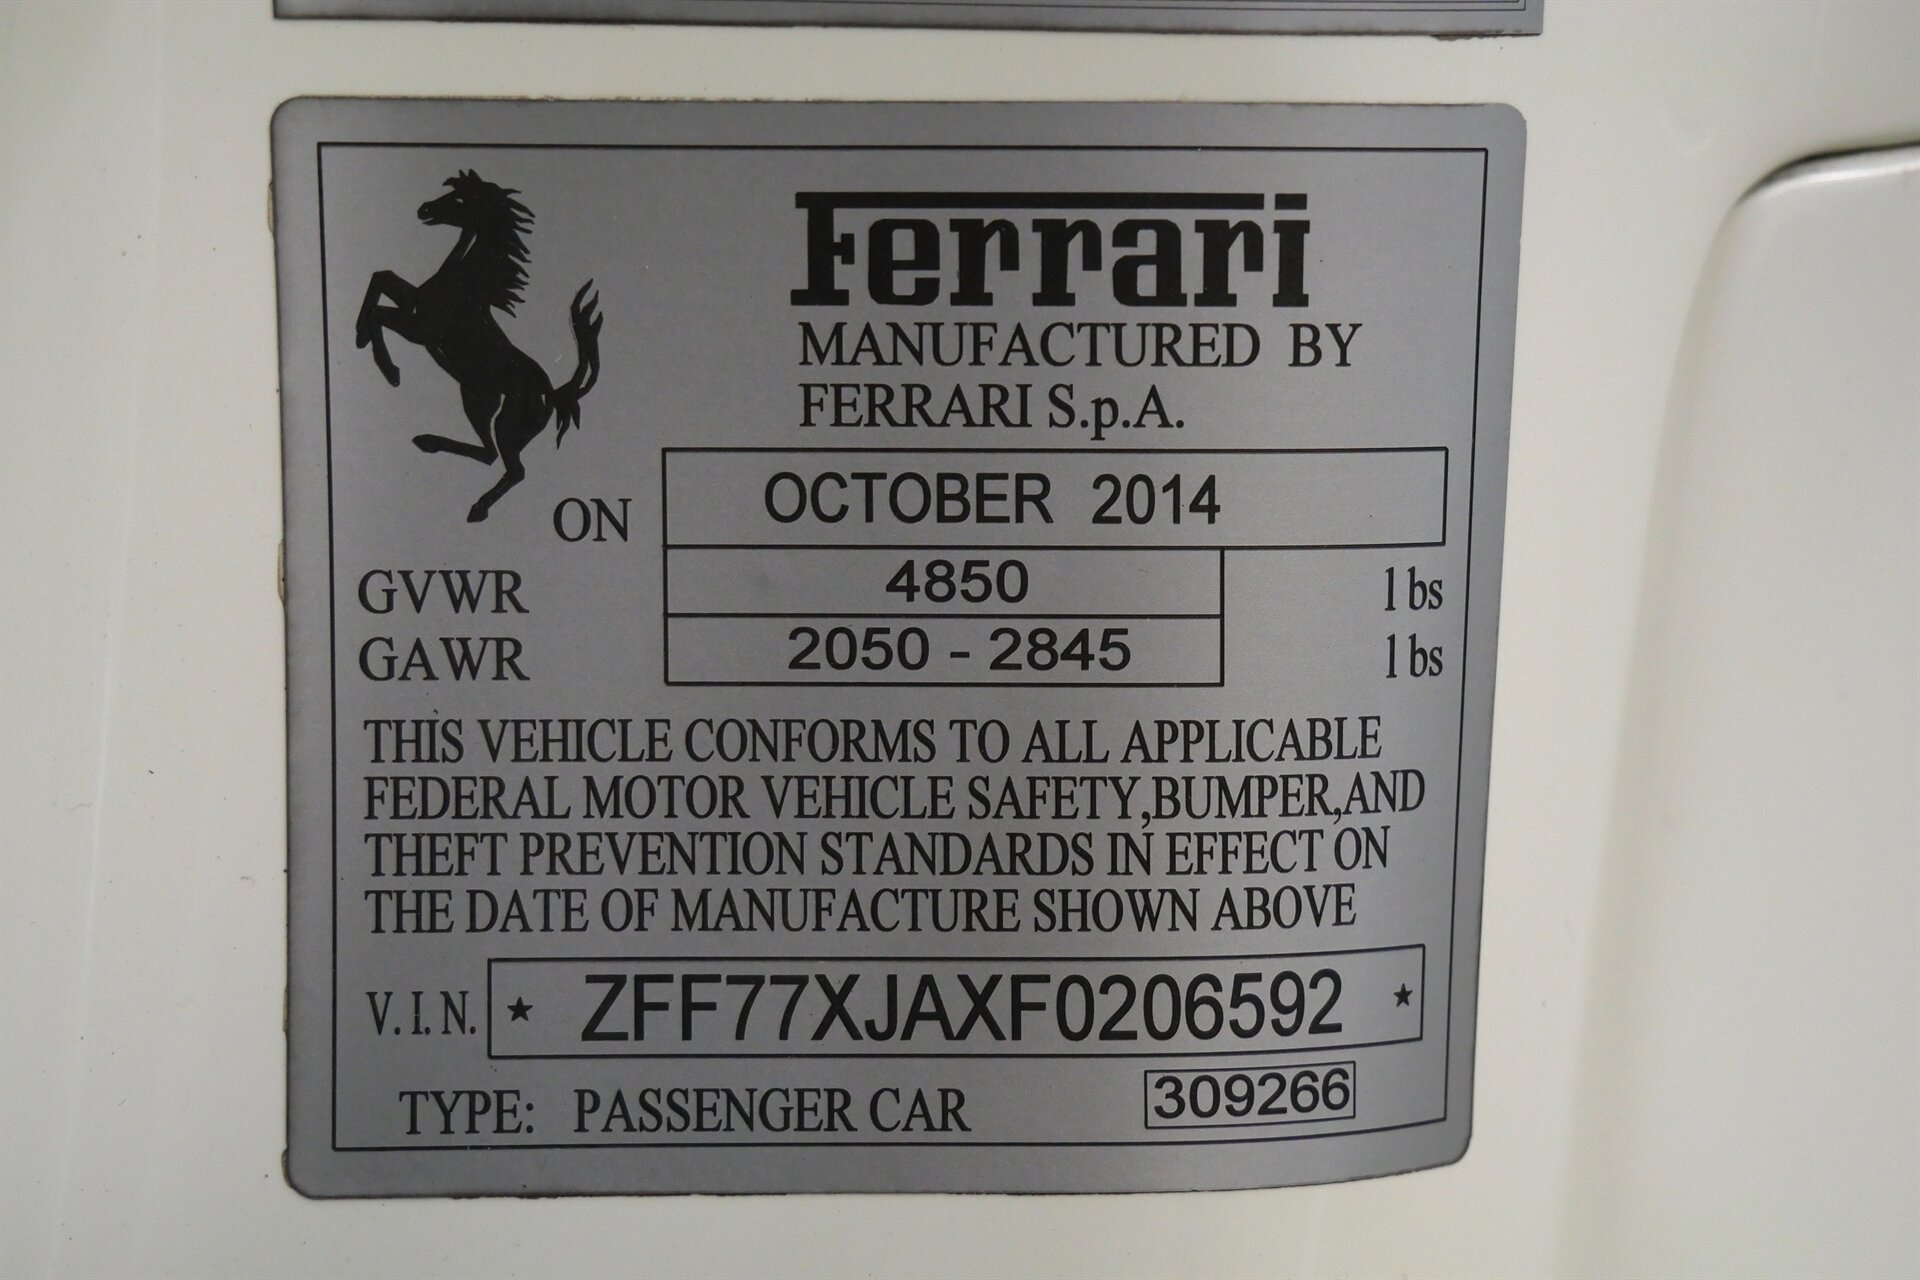 Ferrari
MANUFACTURED BY
FERRARI S.p.A.
ON OCTOBER 2014
GVWR 4850 lbs
GAWR 2050 - 2845 lbs
THIS VEHICLE CONFORMS TO ALL APPLICABLE
FEDERAL MOTOR VEHICLE SAFETY,BUMPER,AND
THEFT PREVENTION STANDARDS IN EFFECT ON
THE DATE OF MANUFACTURE SHOWN ABOVE
V.I.N. ★ ZFF77XJAXF0206592 ★
TYPE: PASSENGER CAR 309266